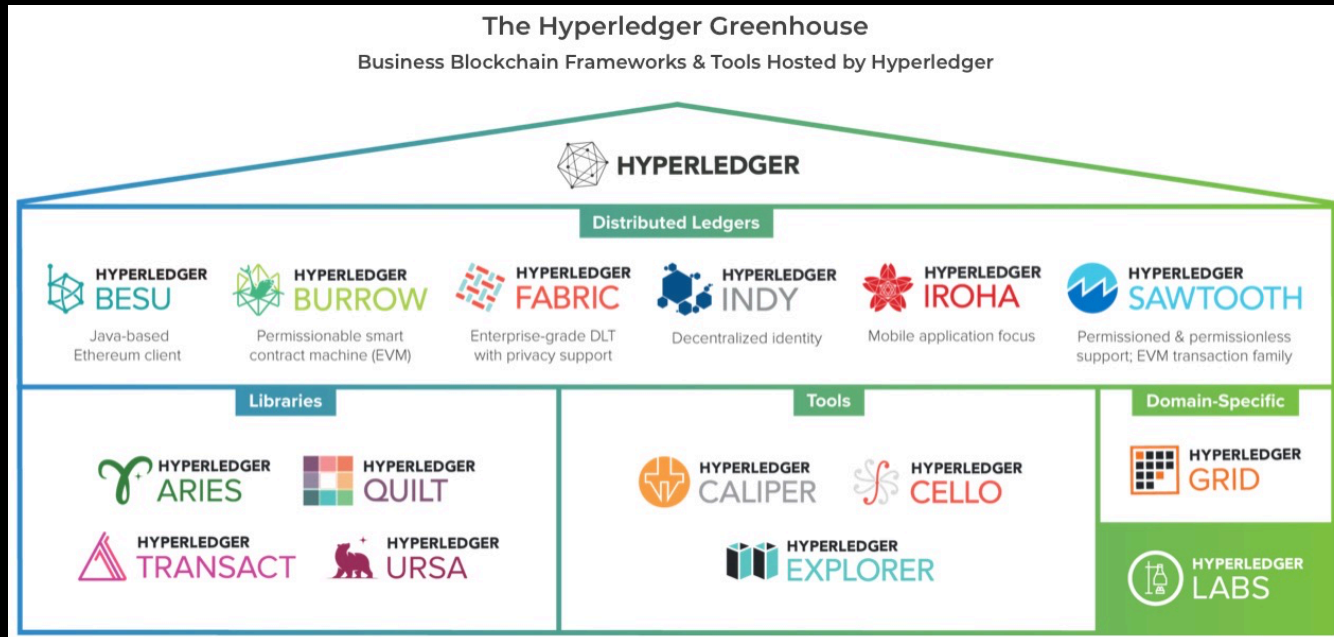 The Hyperledger Greenhouse
Business Blockchain Frameworks & Tools Hosted by Hyperledger
HYPERLEDGER
Distributed Ledgers
HYPERLEDGER
BESU
Java-based
Ethereum client
HYPERLEDGER
BURROW
Permissionable smart
contract machine (EVM)
HYPERLEDGER
FABRIC
Enterprise-grade DLT
with privacy support
HYPERLEDGER
INDY
Decentralized identity
HYPERLEDGER
IROHA
Mobile application focus
HYPERLEDGER
SAWTOOTH
Permissioned & permissionless
support; EVM transaction family
Libraries
HYPERLEDGER
ARIES
HYPERLEDGER
QUILT
HYPERLEDGER
TRANSACT
HYPERLEDGER
URSA
Tools
HYPERLEDGER
CALIPER
HYPERLEDGER
CELLO
HYPERLEDGER
EXPLORER
Domain-Specific
HYPERLEDGER
GRID
HYPERLEDGER
LABS